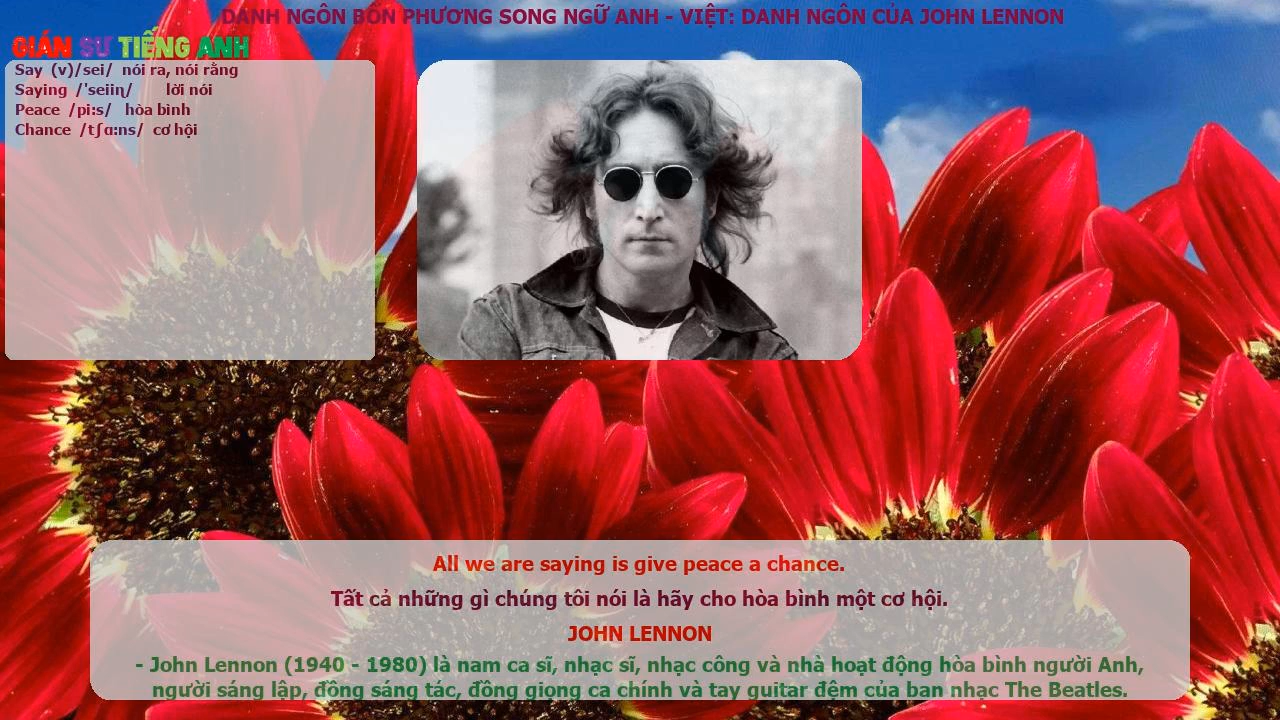 DANH NGÔN BỐN PHƯƠNG SONG NGỮ ANH - VIỆT: DANH NGÔN CỦA JOHN LENNON
GIÁN SƯ TIẾNG ANH
Say (v)/sei/ nói ra, nói rằng
Saying /'seiiɳ/ lời nói
Peace /pi:s/ hòa bình
Chance /tʃɑ:ns/ cơ hội
All we are saying is give peace a chance.
Tất cả những gì chúng tôi nói là hãy cho hòa bình một cơ hội.
JOHN LENNON
- John Lennon (1940 - 1980) là nam ca sĩ, nhạc sĩ, nhạc công và nhà hoạt động hòa bình người Anh,
người sáng lập, đồng sáng tác, đồng giọng ca chính và tay guitar đệm của ban nhạc The Beatles.